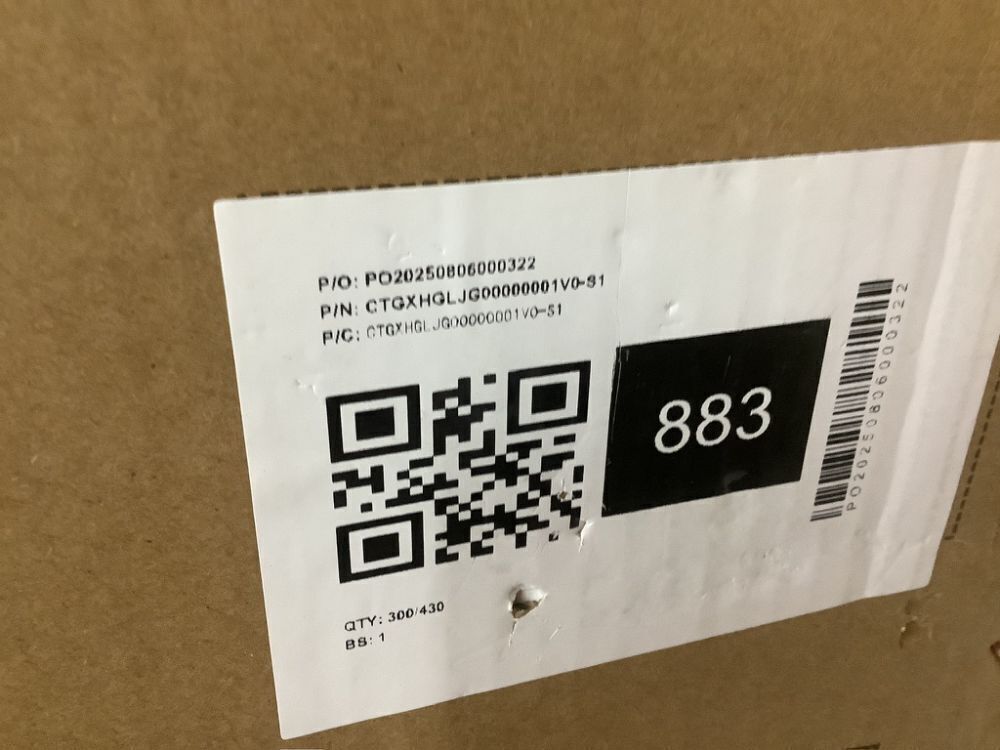 P/O: PO20250806000322
P/N: CTGXHGLJG00000001V0-S1
P/C: CTGXHGLJG00000001V0-S1
883
PO20250806000322
QTY: 300/430
BS: 1